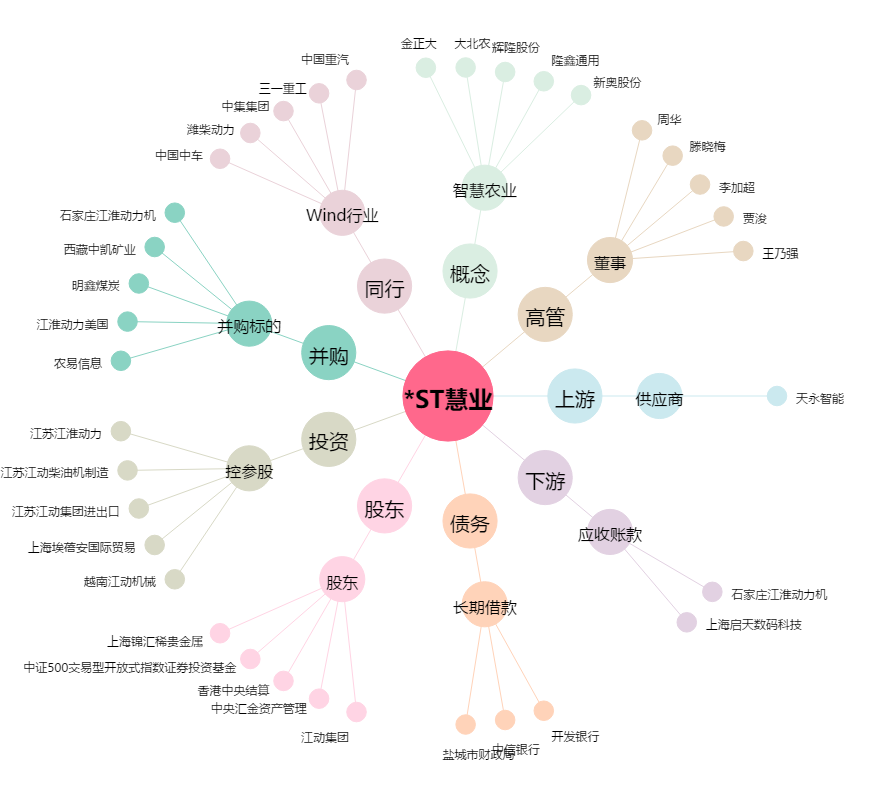 金正大
大北农
辉隆股份
隆鑫通用
新奥股份
中国重汽
三一重工
中集集团
潍柴动力
中国中车
周华
滕晓梅
李加超
贾浚
王乃强
智慧农业
Wind行业
董事
概念
同行
高管
石家庄江淮动力机
西藏中凯矿业
明鑫煤炭
江淮动力美国
农易信息
并购标的
并购
*ST慧业
上游
供应商
天永智能
投资
控参股
江苏江淮动力
江苏江动柴油机制造
江苏江动集团进出口
上海埃蓓安国际贸易
越南江动机械
下游
应收账款
石家庄江淮动力机
上海启天数码科技
股东
股东
上海锦汇稀贵金属
中证500交易型开放式指数证券投资基金
香港中央结算
中央汇金资产管理
江动集团
债务
长期借款
盐城市财政局
中信银行
开发银行